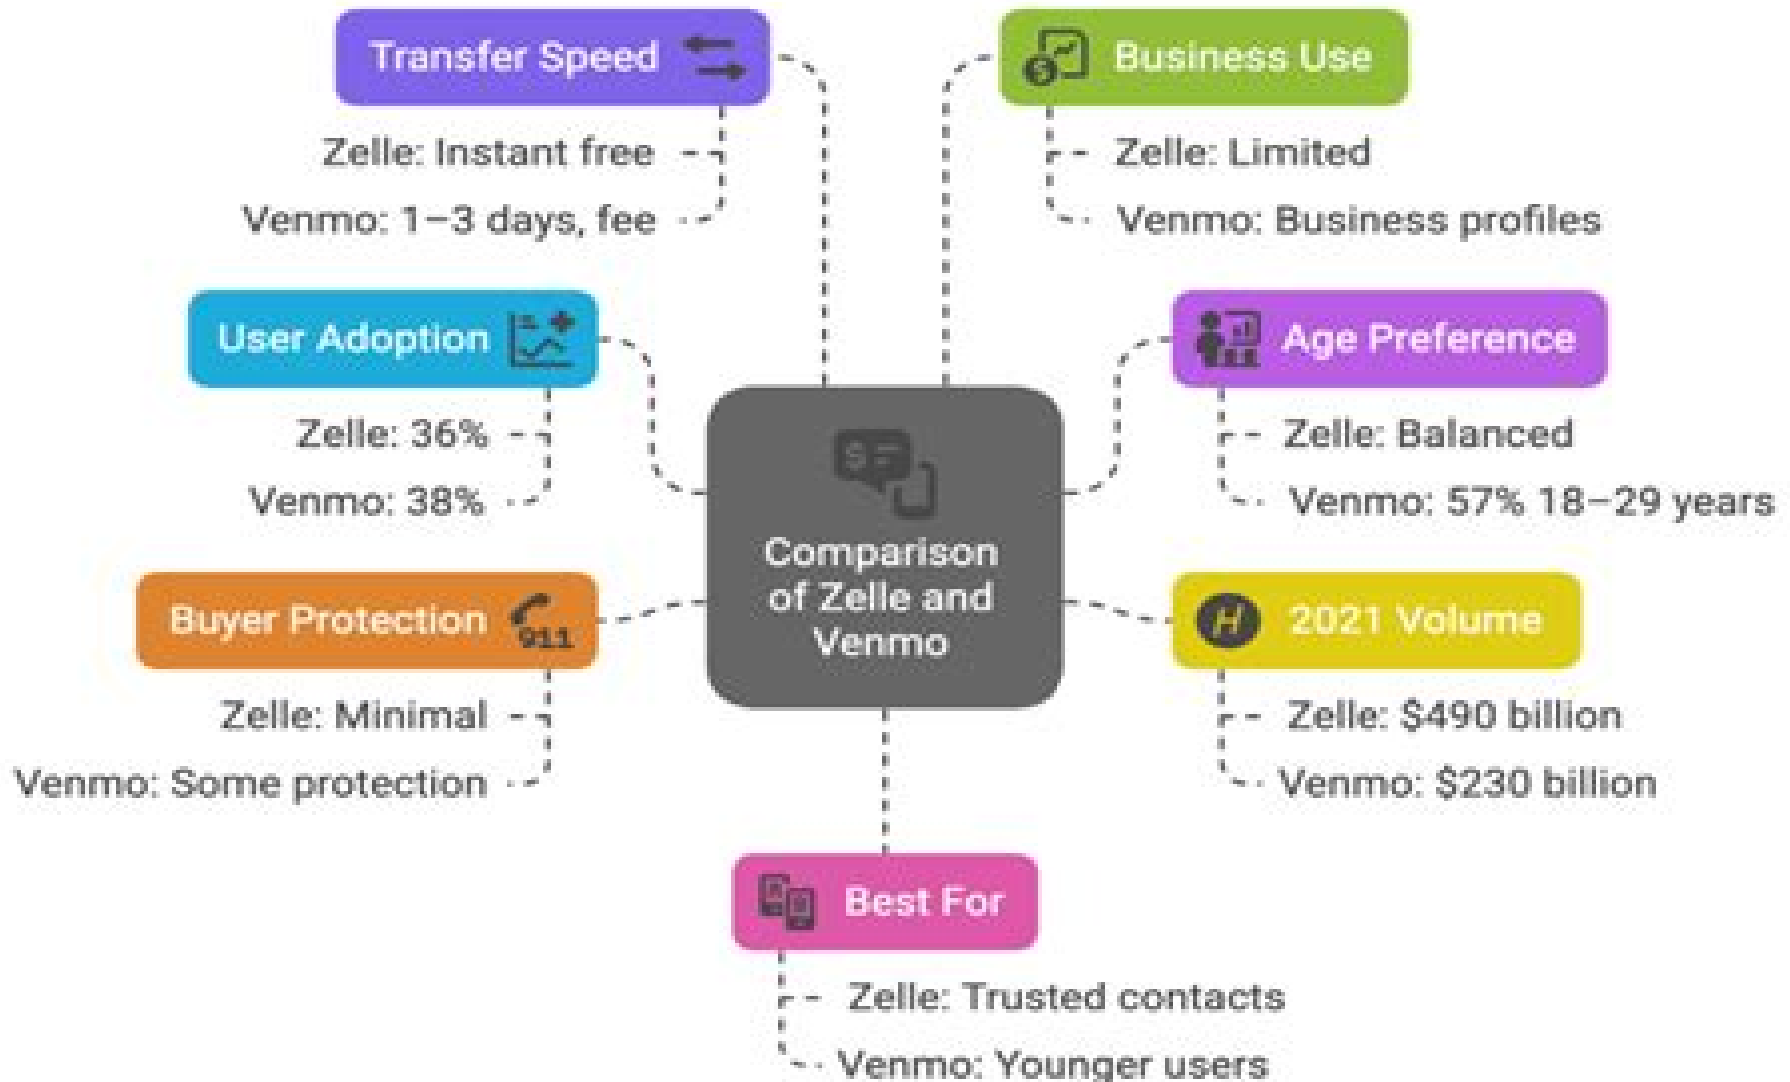 Transfer Speed
Zelle: Instant free
Venmo: 1–3 days, fee
Business Use
Zelle: Limited
Venmo: Business profiles
User Adoption
Zelle: 36%
Venmo: 38%
Age Preference
Zelle: Balanced
Venmo: 57% 18–29 years
$
Comparison
of Zelle and
Venmo
Buyer Protection
911
Zelle: Minimal
Venmo: Some protection
H
2021 Volume
Zelle: $490 billion
Venmo: $230 billion
Best For
Zelle: Trusted contacts
Venmo: Younger users